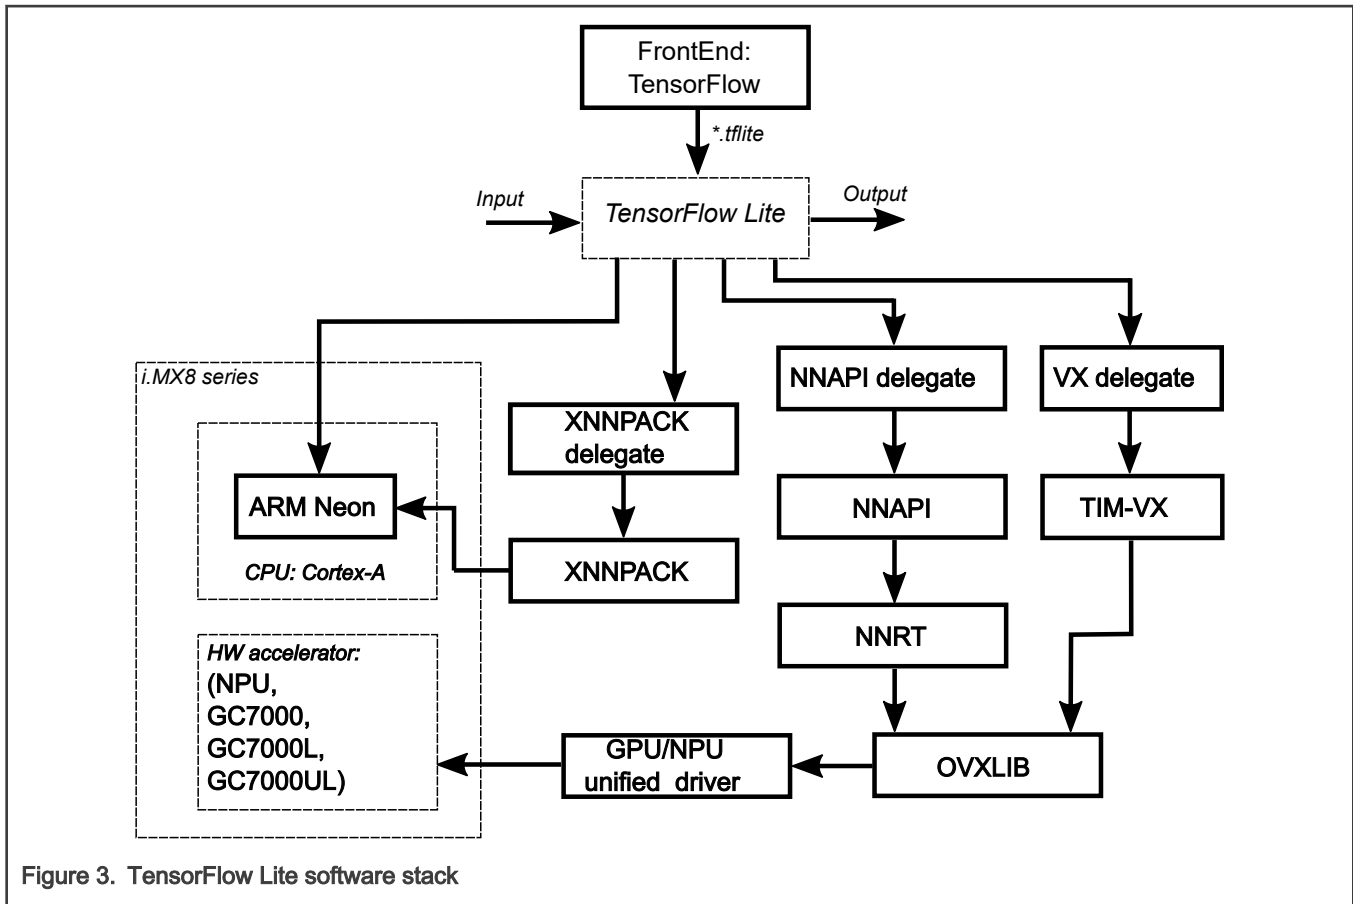 FrontEnd:
TensorFlow
*.tflite
Input
TensorFlow Lite
Output
i.MX8 series
NNAPI delegate
VX delegate
XNNPACK
delegate
ARM Neon
NNAPI
TIM-VX
CPU: Cortex-A
XNNPACK
NNRT
HW accelerator:
(NPU,
GC7000,
GC7000L,
GC7000UL)
GPU/NPU
unified driver
OVXLIB
Figure 3. TensorFlow Lite software stack